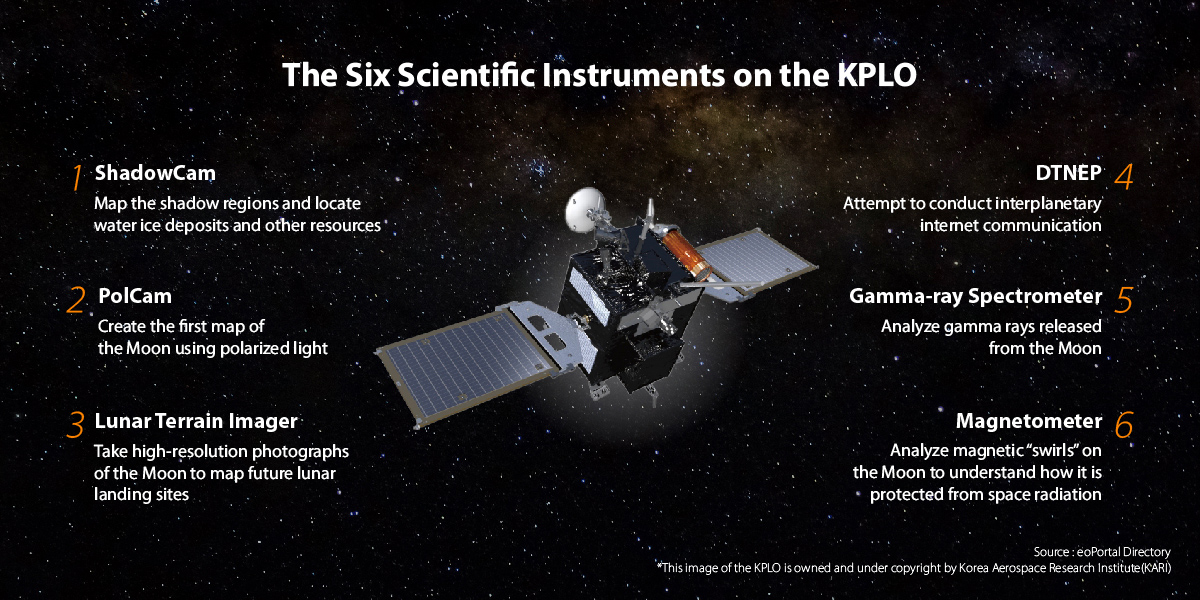 The Six Scientific Instruments on the KPLO
1 ShadowCam
Map the shadow regions and locate
water ice deposits and other resources
2 PolCam
Create the first map of
the Moon using polarized light
3 Lunar Terrain Imager
Take high-resolution photographs
of the Moon to map future lunar
landing sites
DTNEP 4
Attempt to conduct interplanetary
internet communication
Gamma-ray Spectrometer 5
Analyze gamma rays released
from the Moon
Magnetometer 6
Analyze magnetic “swirls” on
the Moon to understand how it is
protected from space radiation
Source : eoPortal Directory
*This image of the KPLO is owned and under copyright by Korea Aerospace Research Institute(KARI)